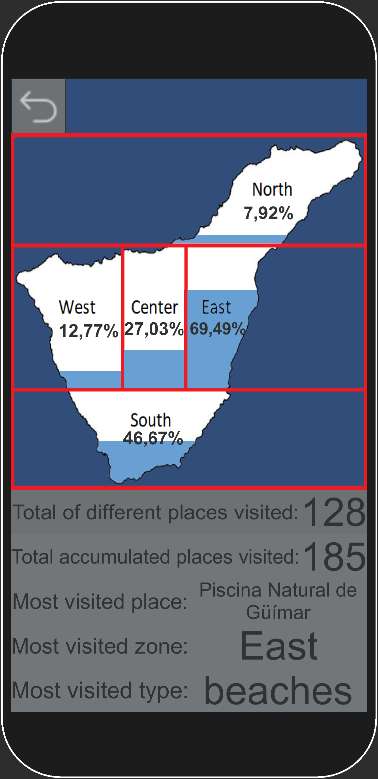 North
7,92%
West Center East
12,77% 27,03% 69,49%
South
46,67%
Total of different places visited: 128
Total accumulated places visited: 185
Most visited place: Piscina Natural de
Güímar
Most visited zone: East
Most visited type: beaches